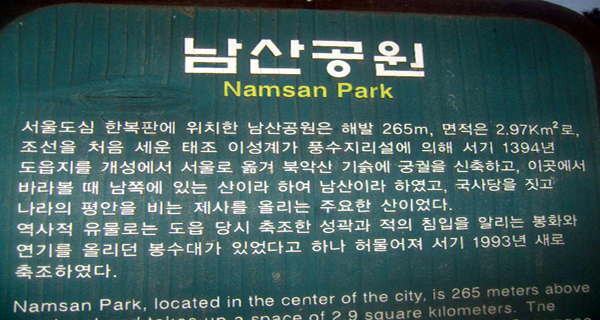 남산공원
Namsan Park
서울도심 한복판에 위치한 남산공원은 해발 265m, 면적은 2.97Km²로,
조선을 처음 세운 태조 이성계가 풍수지리설에 의해 서기 1394년
도읍지를 개성에서 서울로 옮겨 북악산 기슭에 궁궐을 신축하고, 이곳에서
바라볼 때 남쪽에 있는 산이라 하여 남산이라 하였고, 국사당을 짓고
나라의 평안을 비는 제사를 올리는 주요한 산이었다.
역사적 유물로는 도읍 당시 축조한 성곽과 적의 침입을 알리는 봉화와
연기를 올리던 봉수대가 있었다고 하나 허물어져 서기 1993년 새로
축조하였다.
Namsan Park, located in the center of the city, is 265 meters above
takes up a space of 2.9 square kilometers. The